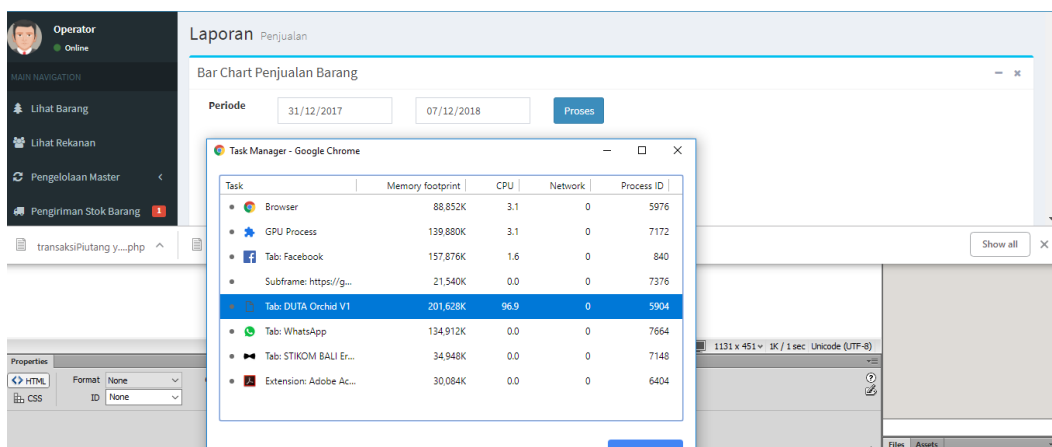 Operator
Online
Laporan Penjualan
MAIN NAVIGATION
Lihat Barang
Lihat Rekanan
Pengelolaan Master
Pengiriman Stok Barang 1
Bar Chart Penjualan Barang
Periode 31/12/2017 07/12/2018 Proses
transaksiPiutang y....php
Show all
Task Manager - Google Chrome
Task Memory footprint CPU Network Process ID
Browser 88,852K 3.1 0 5976
GPU Process 139,880K 3.1 0 7172
Tab: Facebook 157,876K 1.6 0 840
Subframe: https://g... 21,540K 0.0 0 7376
Tab: DUTA Orchid V1 201,628K 96.9 0 5904
Tab: WhatsApp 134,912K 0.0 0 7664
Tab: STIKOM BALI Er... 34,948K 0.0 0 7148
Extension: Adobe Ac... 30,084K 0.0 0 6404
1131 x 451 1K / 1 sec Unicode (UTF-8)
Properties
HTML Format None
CSS ID None
Files Assets